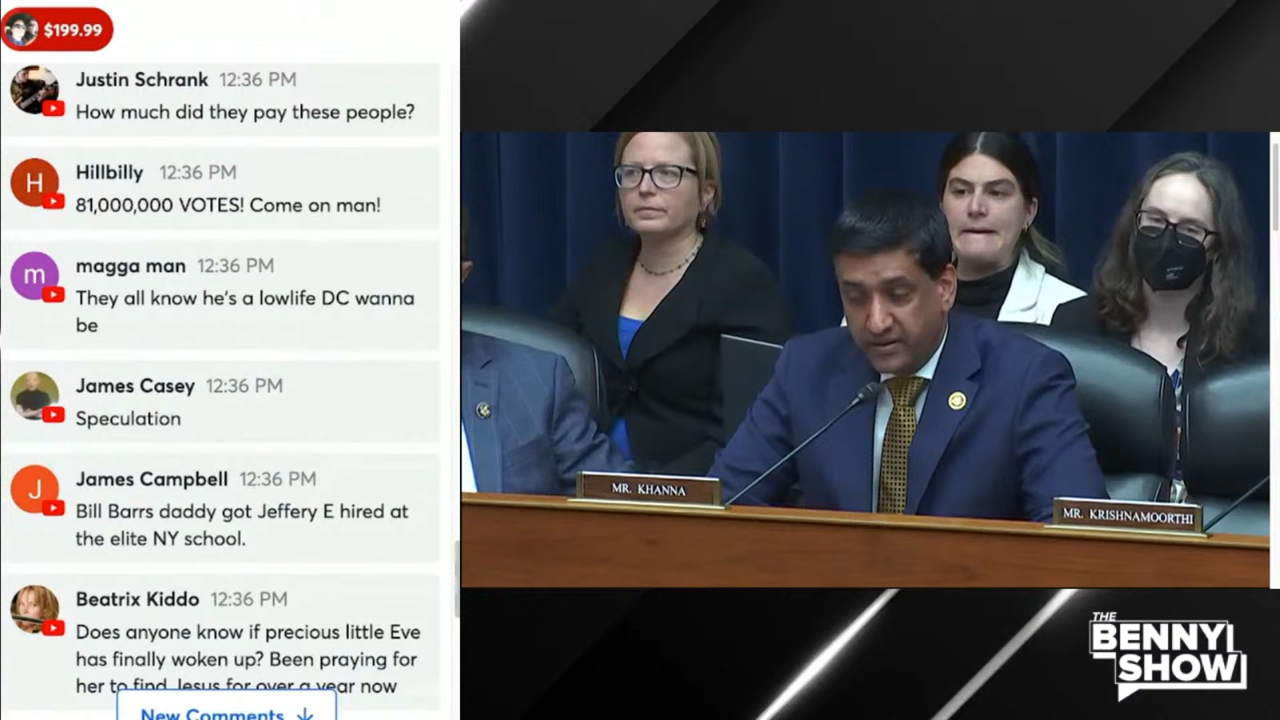 $199.99
Justin Schrank 12:36 PM
How much did they pay these people?
H
Hillbilly 12:36 PM
81,000,000 VOTES! Come on man!
m
magga man 12:36 PM
They all know he's a lowlife DC wanna
be
James Casey 12:36 PM
Speculation
J
James Campbell 12:36 PM
Bill Barrs daddy got Jeffery E hired at
the elite NY school.
Beatrix Kiddo 12:36 PM
Does anyone know if precious little Eve
has finally woken up? Been praying for
her to find Jesus for over a year now
New Comments ↓
MR. KHANNA
MR. KRISHNAMOORTHI
THE
BENNY
SHOW